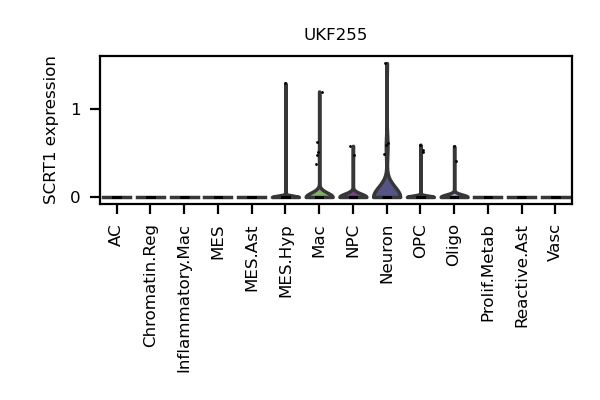 UKF255
SCRT1 expression
1
0
AC
Chromatin.Reg
Inflammatory.Mac
MES
MES.Ast
MES.Hyp
Mac
NPC
Neuron
OPC
Oligo
Prolif.Metab
Reactive.Ast
Vasc